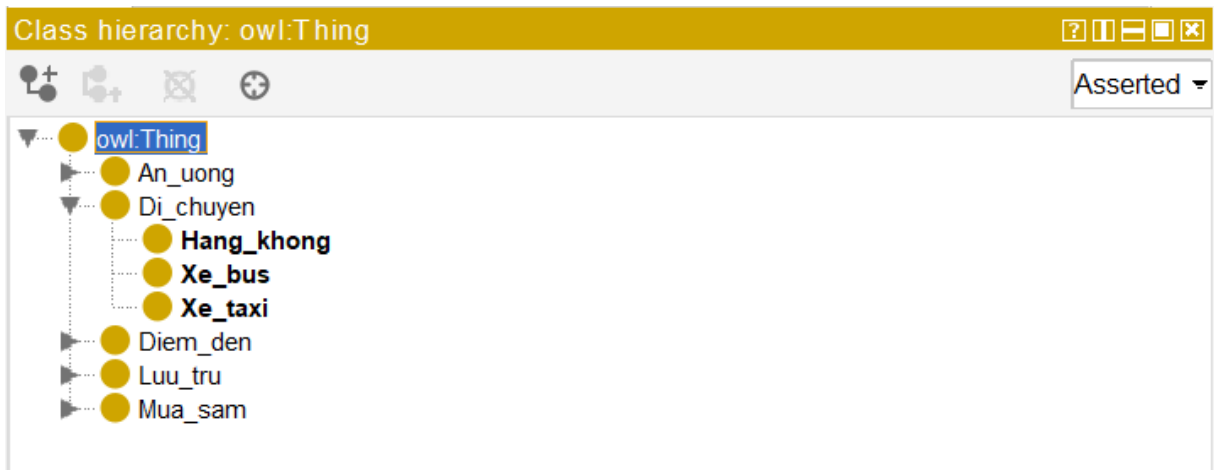 Class hierarchy: owl:Thing
Asserted
owl:Thing
An_uong
Di_chuyen
Hang_khong
Xe_bus
Xe_taxi
Diem_den
Luu_tru
Mua_sam